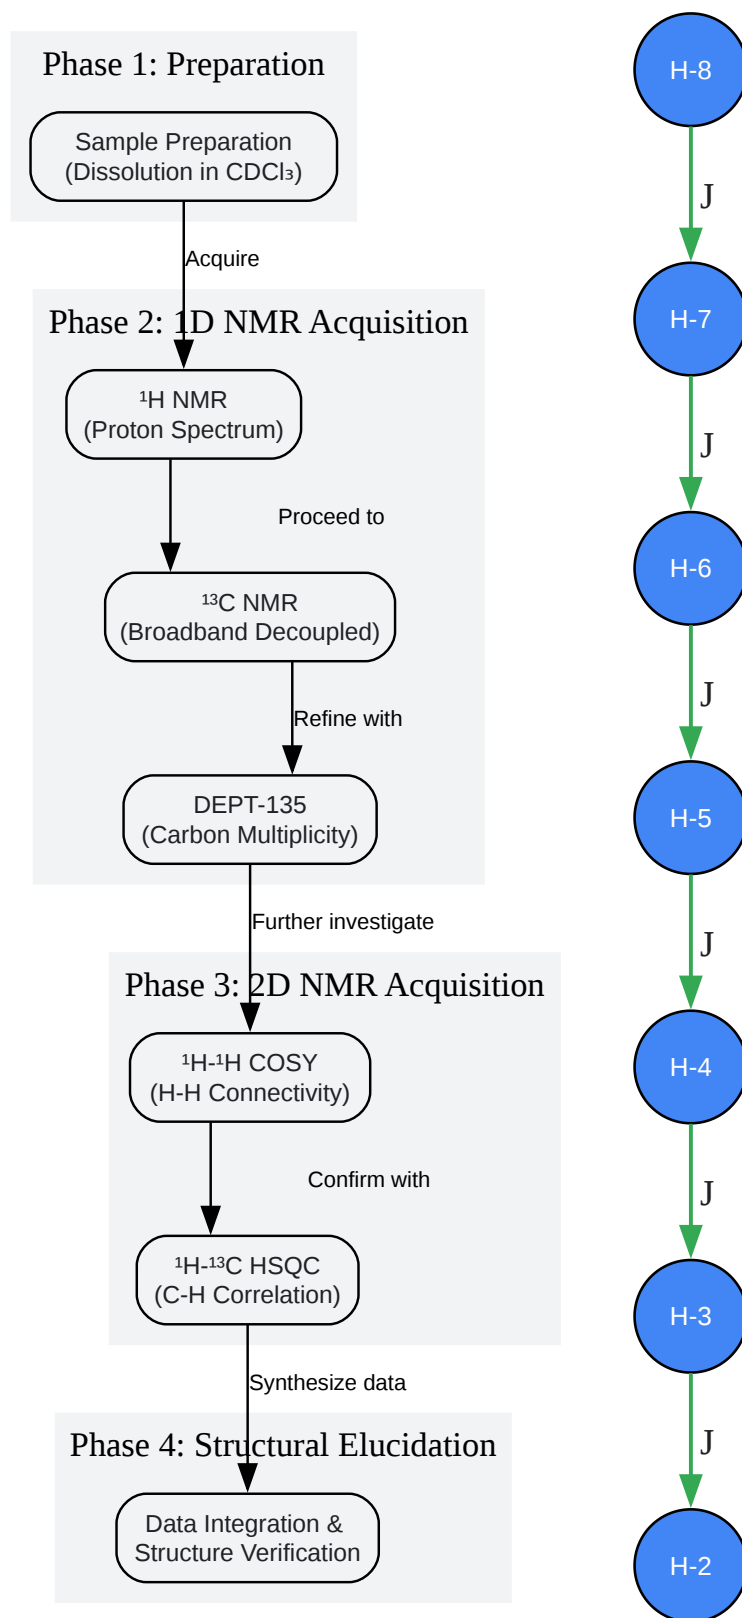 Phase 1: Preparation
Sample Preparation
(Dissolution in CDCl₃)
Acquire
Phase 2: 1D NMR Acquisition
¹H NMR
(Proton Spectrum)
Proceed to
¹³C NMR
(Broadband Decoupled)
Refine with
DEPT-135
(Carbon Multiplicity)
Further investigate
Phase 3: 2D NMR Acquisition
¹H-¹H COSY
(H-H Connectivity)
Confirm with
¹H-¹³C HSQC
(C-H Correlation)
Synthesize data
Phase 4: Structural Elucidation
Data Integration &
Structure Verification
H-8
J
H-7
J
H-6
J
H-5
J
H-4
J
H-3
J
H-2